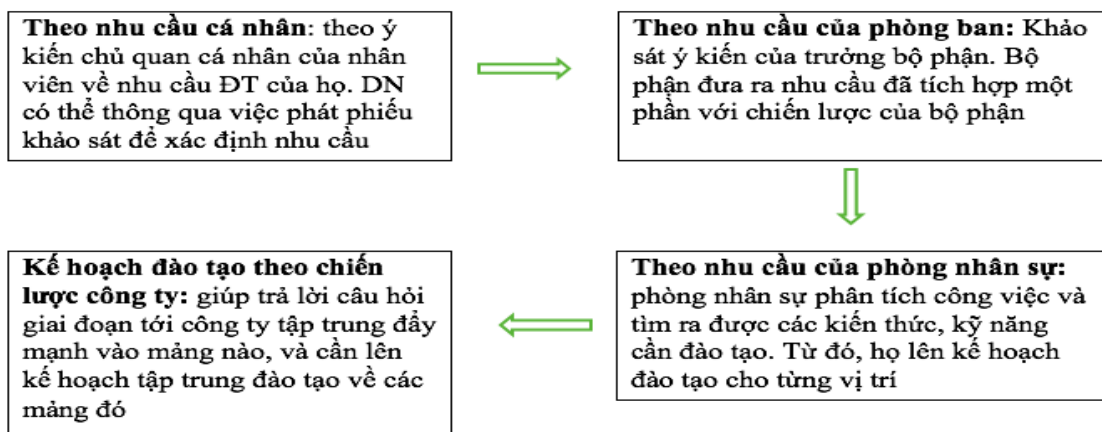 Theo nhu cầu cá nhân: theo ý
kiến chủ quan cá nhân của nhân
viên về nhu cầu ĐT của họ. DN
có thể thông qua việc phát phiếu
khảo sát để xác định nhu cầu
Theo nhu cầu của phòng ban: Khảo
sát ý kiến của trưởng bộ phận. Bộ
phận đưa ra nhu cầu đã tích hợp một
phần với chiến lược của bộ phận
Theo nhu cầu của phòng nhân sự:
phòng nhân sự phân tích công việc và
tìm ra được các kiến thức, kỹ năng
cần đào tạo. Từ đó, họ lên kế hoạch
đào tạo cho từng vị trí
Kế hoạch đào tạo theo chiến
lược công ty: giúp trả lời câu hỏi
giai đoạn tới công ty tập trung đẩy
mạnh vào mảng nào, và cần lên
kế hoạch tập trung đào tạo về các
mảng đó